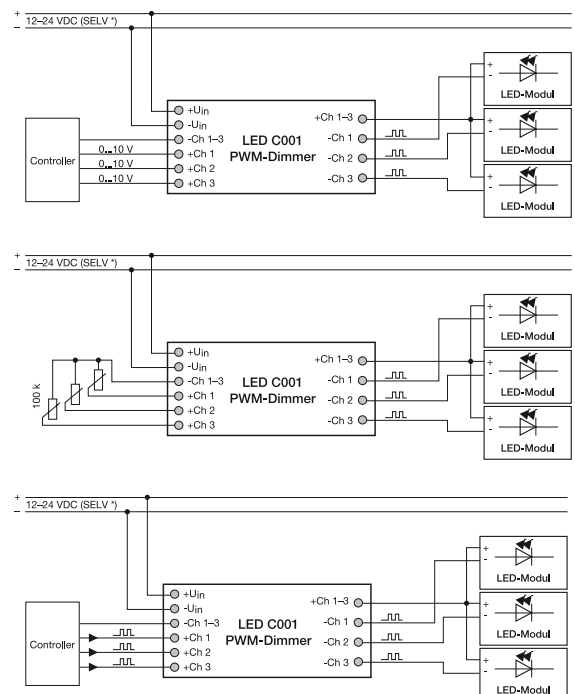 +
– 12–24 VDC (SELV *)
+Uin
-Uin
-Ch 1–3
+Ch 1
+Ch 2
+Ch 3
LED C001
PWM-Dimmer
+Ch 1–3
-Ch 1
-Ch 2
-Ch 3
Controller
0...10 V
0...10 V
0...10 V
+
-
LED-Modul
+
-
LED-Modul
+
-
LED-Modul
+
– 12–24 VDC (SELV *)
100 k
+Uin
-Uin
-Ch 1–3
+Ch 1
+Ch 2
+Ch 3
LED C001
PWM-Dimmer
+Ch 1–3
-Ch 1
-Ch 2
-Ch 3
+
-
LED-Modul
+
-
LED-Modul
+
-
LED-Modul
+
– 12–24 VDC (SELV *)
Controller
+Uin
-Uin
-Ch 1–3
+Ch 1
+Ch 2
+Ch 3
LED C001
PWM-Dimmer
+Ch 1–3
-Ch 1
-Ch 2
-Ch 3
+
-
LED-Modul
+
-
LED-Modul
+
-
LED-Modul